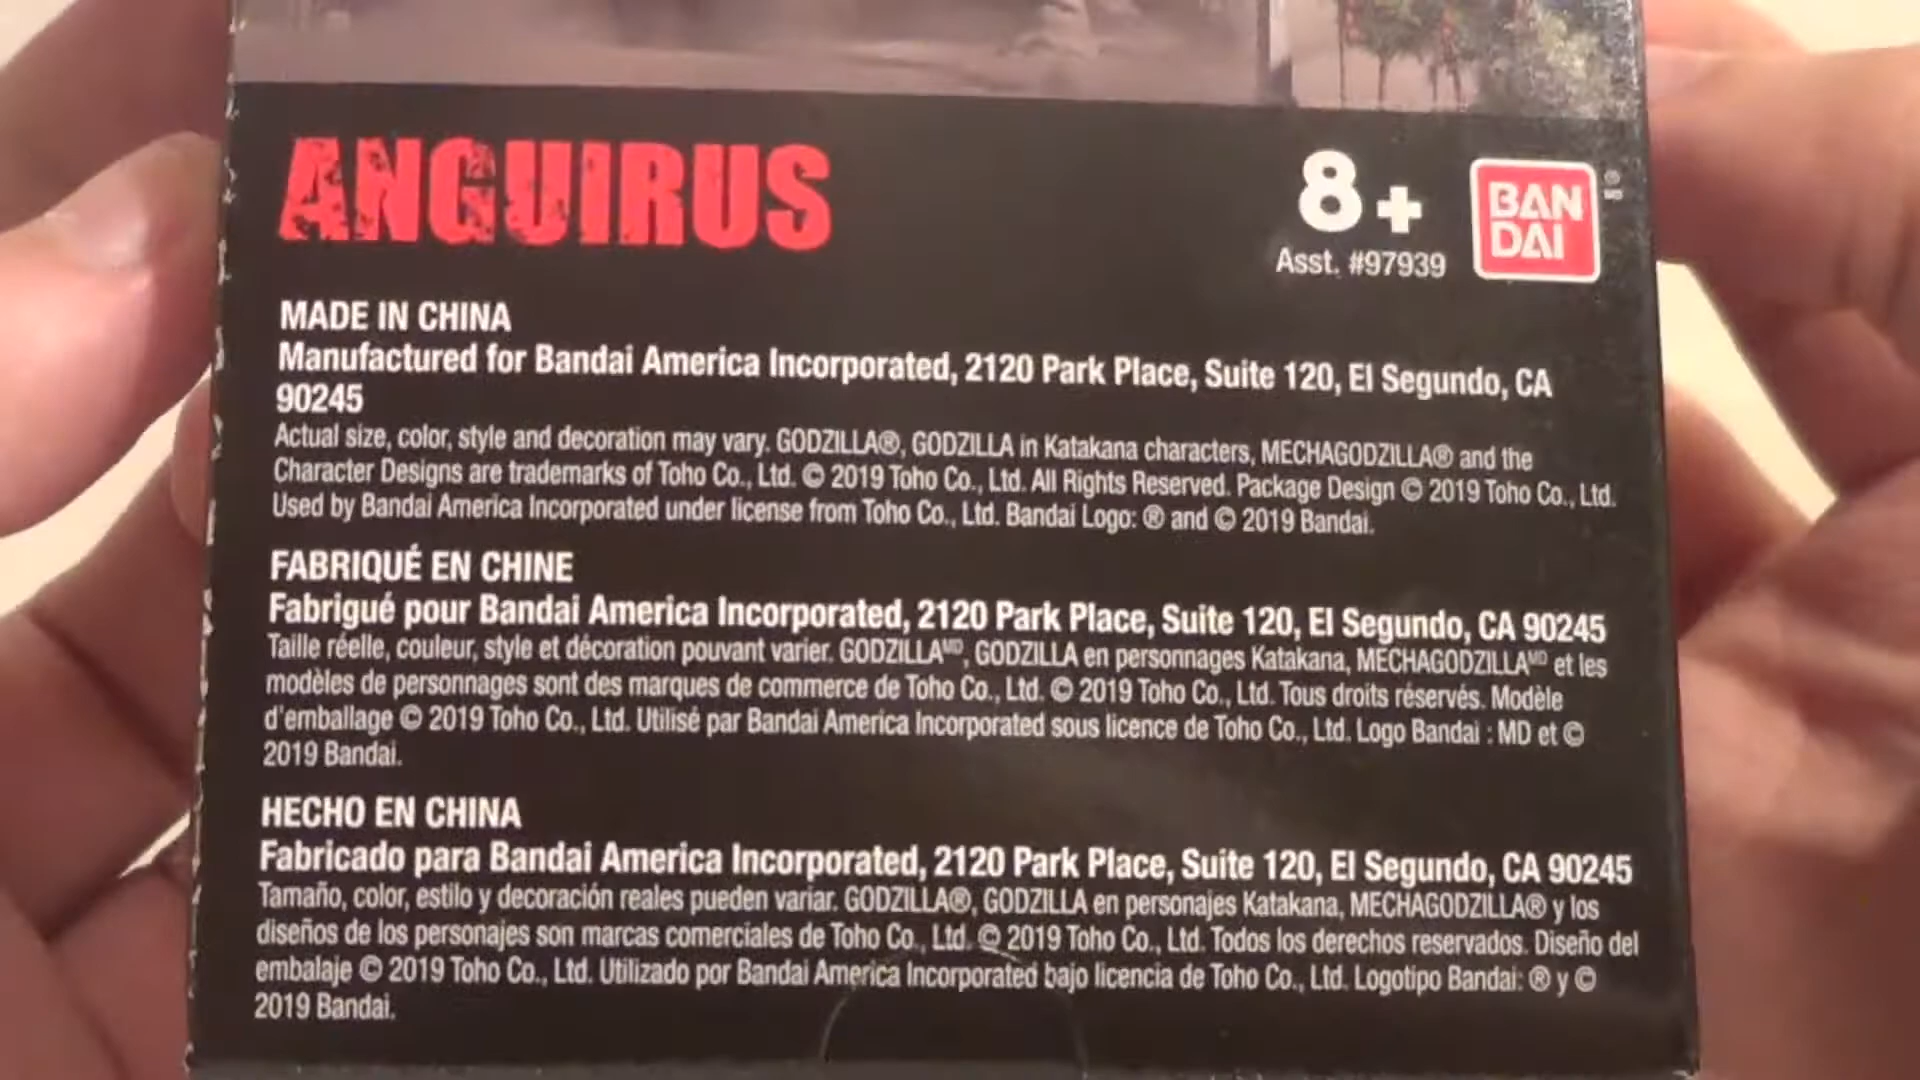 ANGUIRUS
8+
Asst. #97939
BAN
DAI
MADE IN CHINA
Manufactured for Bandai America Incorporated, 2120 Park Place, Suite 120, El Segundo, CA
90245
Actual size, color, style and decoration may vary. GODZILLA®, GODZILLA in Katakana characters, MECHAGODZILLA® and the
Character Designs are trademarks of Toho Co., Ltd. © 2019 Toho Co., Ltd. All Rights Reserved. Package Design © 2019 Toho Co., Ltd.
Used by Bandai America Incorporated under license from Toho Co., Ltd. Bandai Logo: ® and © 2019 Bandai.
FABRIQUÉ EN CHINE
Fabrigué pour Bandai America Incorporated, 2120 Park Place, Suite 120, El Segundo, CA 90245
Taille réelle, couleur, style et décoration pouvant varier. GODZILLAᴹᴰ, GODZILLA en personnages Katakana, MECHAGODZILLAᴹᴰ et les
modèles de personnages sont des marques de commerce de Toho Co., Ltd. © 2019 Toho Co., Ltd. Tous droits réservés. Modèle
d'emballage © 2019 Toho Co., Ltd. Utilisé par Bandai America Incorporated sous licence de Toho Co., Ltd. Logo Bandai : MD et ©
2019 Bandai.
HECHO EN CHINA
Fabricado para Bandai America Incorporated, 2120 Park Place, Suite 120, El Segundo, CA 90245
Tamaño, color, estilo y decoración reales pueden variar. GODZILLA®, GODZILLA en personajes Katakana, MECHAGODZILLA® y los
diseños de los personajes son marcas comerciales de Toho Co., Ltd. © 2019 Toho Co., Ltd. Todos los derechos reservados. Diseño del
embalaje © 2019 Toho Co., Ltd. Utilizado por Bandai America Incorporated bajo licencia de Toho Co., Ltd. Logotipo Bandai: ® y ©
2019 Bandai.